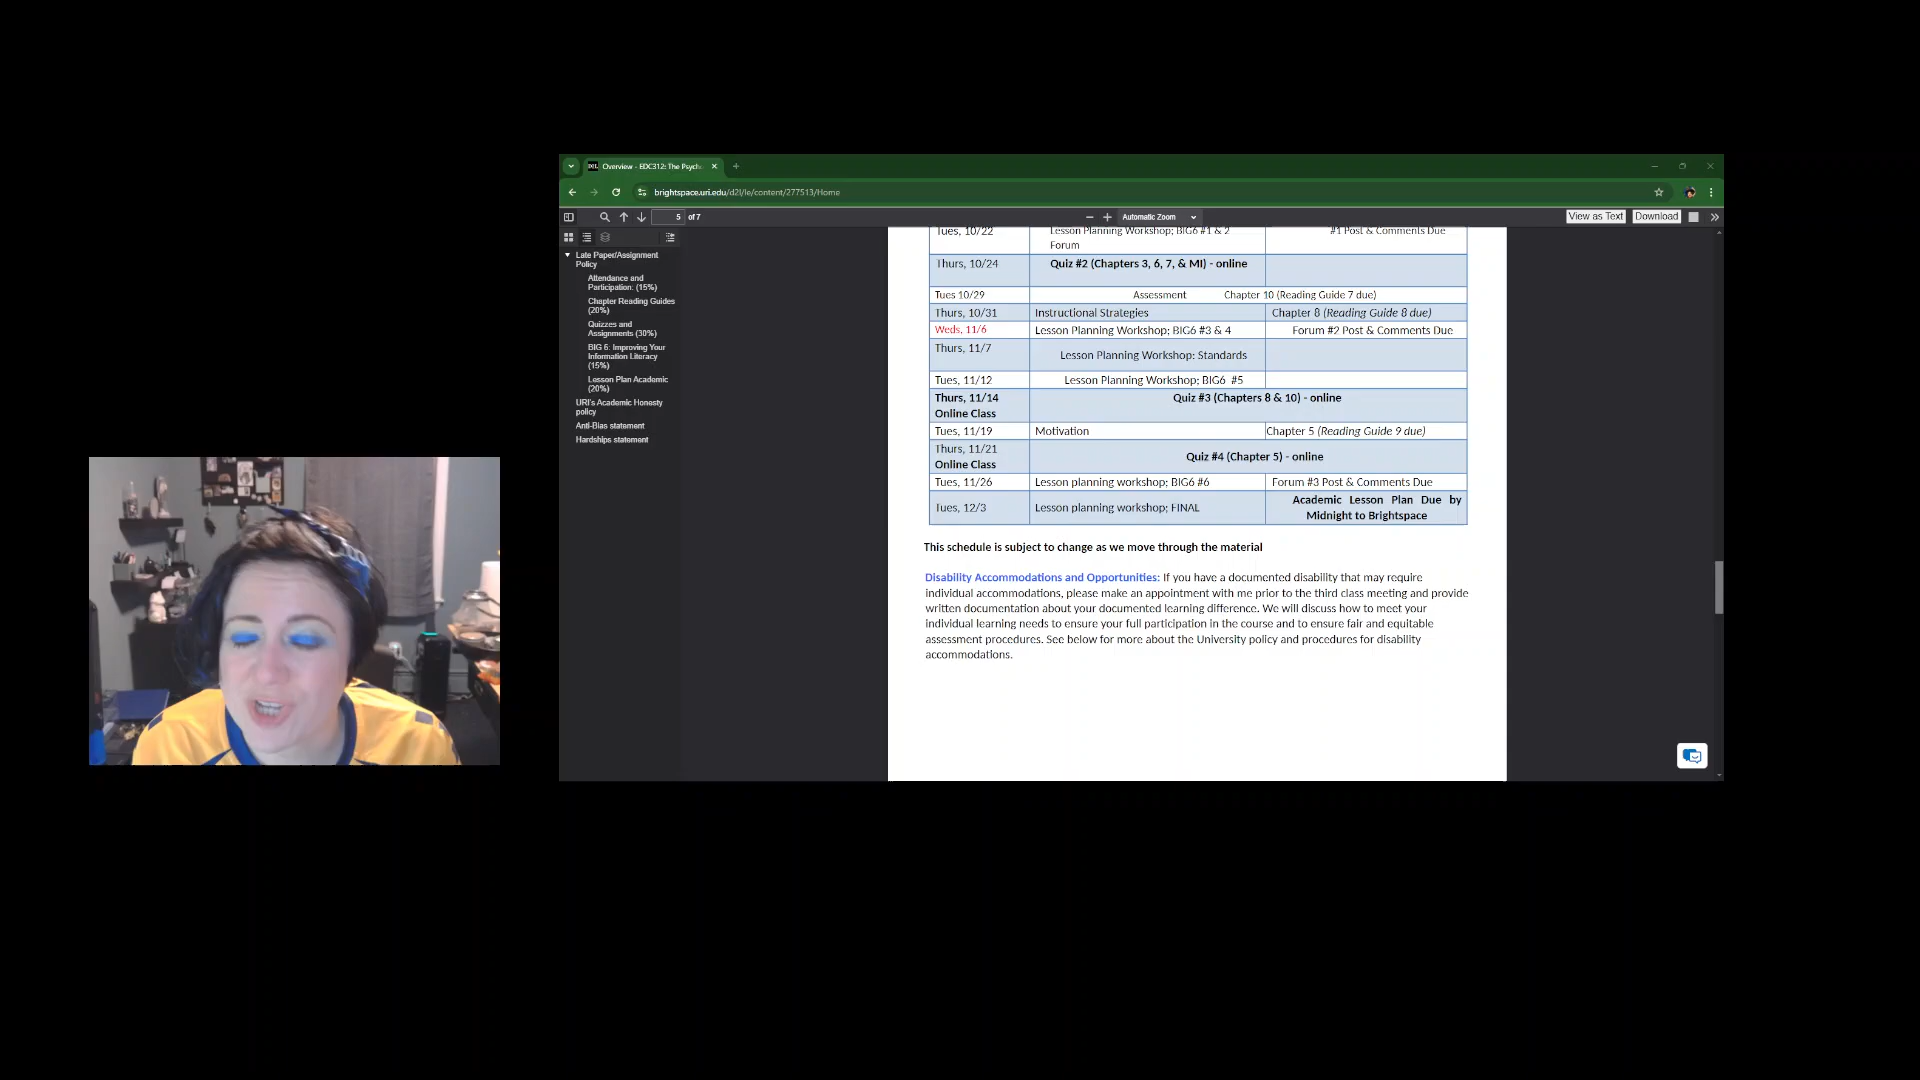 Overview - EDC312: The Psych
brightspace.uri.edu/d2l/le/content/277513/Home
5 of 7
Automatic Zoom
View as Text
Download
Late Paper/Assignment
Policy
Attendance and
Participation: (15%)
Chapter Reading Guides
(20%)
Quizzes and
Assignments (30%)
BIG 6: Improving Your
Information Literacy
(15%)
Lesson Plan Academic
(20%)
URI's Academic Honesty
policy
Anti-Bias statement
Hardships statement
Tues, 10/22 Lesson Planning Workshop; BIG6 #1 & 2 #1 Post & Comments Due
Forum
Thurs, 10/24 Quiz #2 (Chapters 3, 6, 7, & MI) - online
Tues 10/29 Assessment Chapter 10 (Reading Guide 7 due)
Thurs, 10/31 Instructional Strategies Chapter 8 (Reading Guide 8 due)
Weds, 11/6 Lesson Planning Workshop; BIG6 #3 & 4 Forum #2 Post & Comments Due
Thurs, 11/7 Lesson Planning Workshop: Standards
Tues, 11/12 Lesson Planning Workshop; BIG6 #5
Thurs, 11/14 Quiz #3 (Chapters 8 & 10) - online
Online Class
Tues, 11/19 Motivation Chapter 5 (Reading Guide 9 due)
Thurs, 11/21 Quiz #4 (Chapter 5) - online
Online Class
Tues, 11/26 Lesson planning workshop; BIG6 #6 Forum #3 Post & Comments Due
Tues, 12/3 Lesson planning workshop; FINAL Academic Lesson Plan Due by
Midnight to Brightspace
This schedule is subject to change as we move through the material
Disability Accommodations and Opportunities: If you have a documented disability that may require
individual accommodations, please make an appointment with me prior to the third class meeting and provide
written documentation about your documented learning difference. We will discuss how to meet your
individual learning needs to ensure your full participation in the course and to ensure fair and equitable
assessment procedures. See below for more about the University policy and procedures for disability
accommodations.